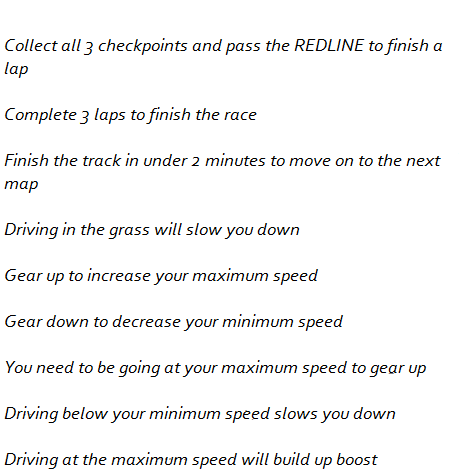 Collect all 3 checkpoints and pass the REDLINE to finish a
lap
Complete 3 laps to finish the race
Finish the track in under 2 minutes to move on to the next
map
Driving in the grass will slow you down
Gear up to increase your maximum speed
Gear down to decrease your minimum speed
You need to be going at your maximum speed to gear up
Driving below your minimum speed slows you down
Driving at the maximum speed will build up boost